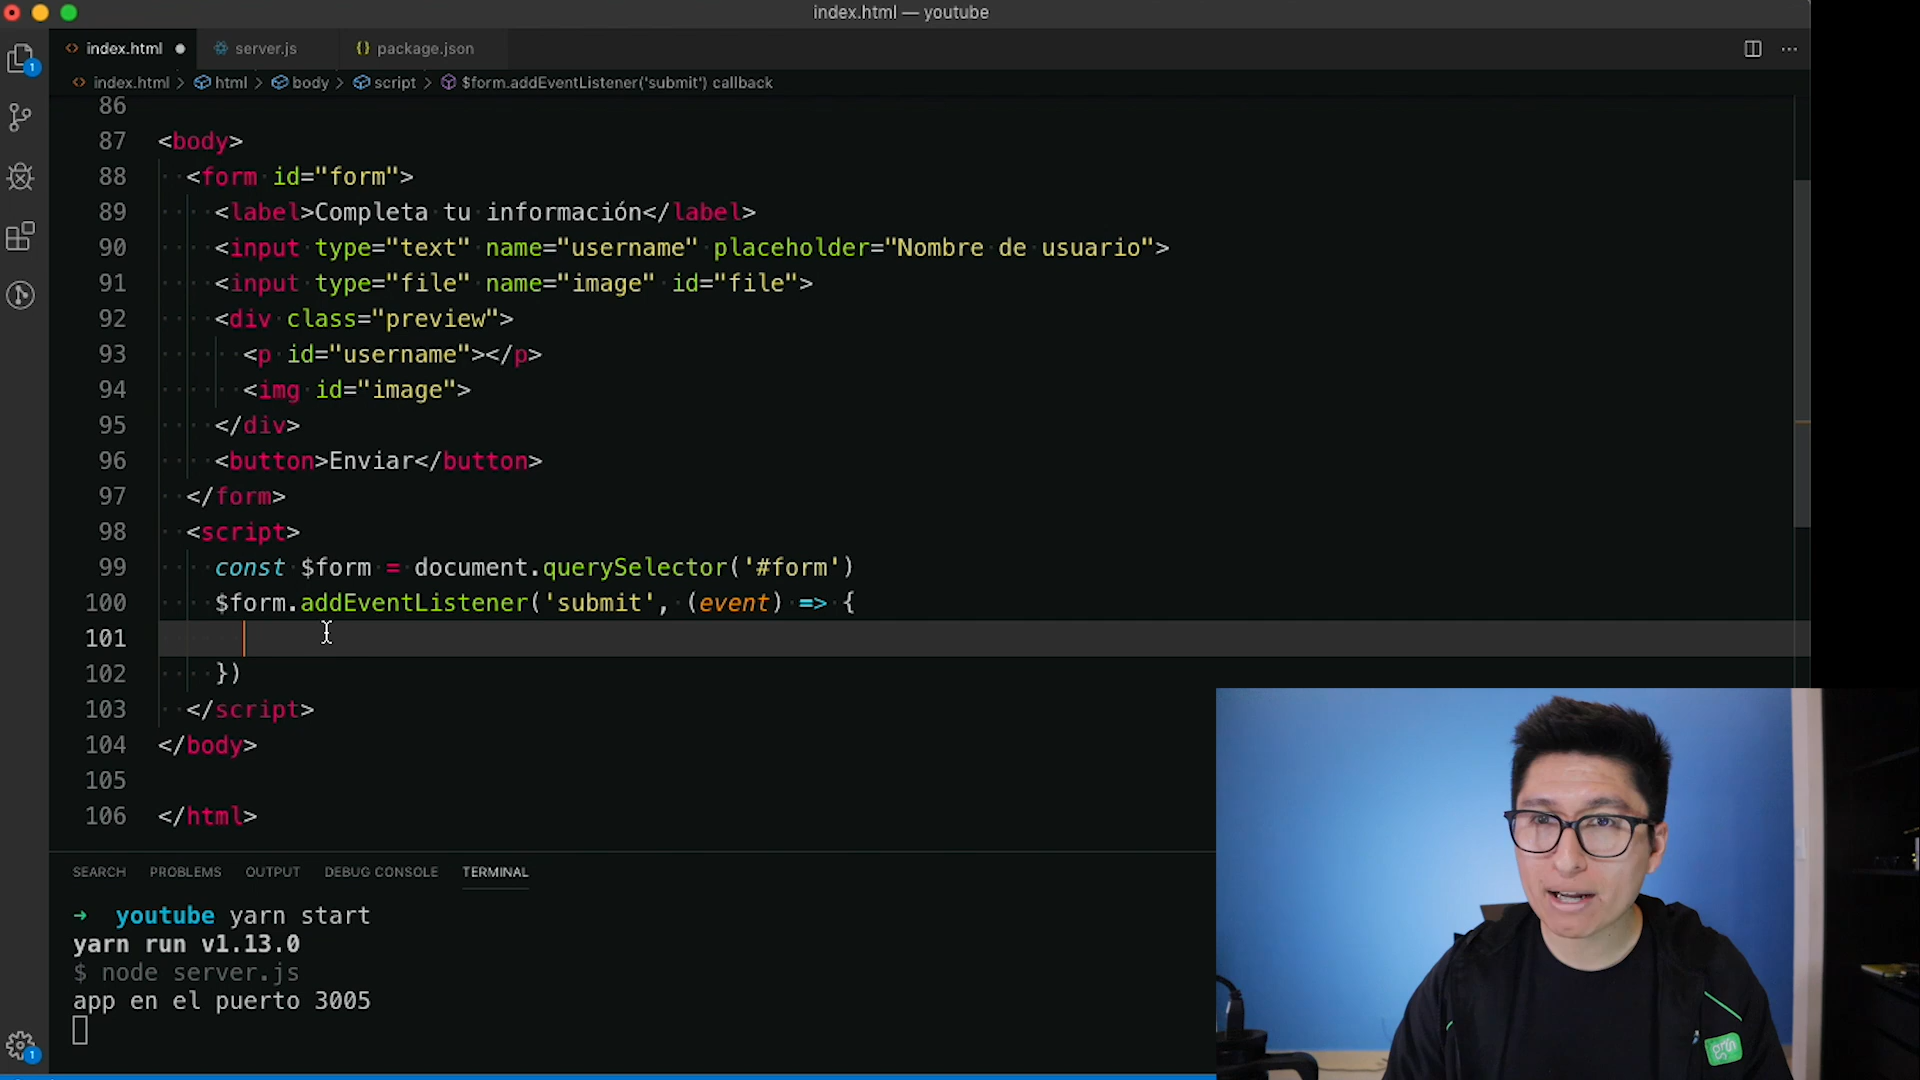 index.html — youtube
index.html server.js package.json
index.html > html > body > script > $form.addEventListener('submit') callback
86
87 <body>
88 <form id="form">
89 <label>Completa tu información</label>
90 <input type="text" name="username" placeholder="Nombre de usuario">
91 <input type="file" name="image" id="file">
92 <div class="preview">
93 <p id="username"></p>
94 <img id="image">
95 </div>
96 <button>Enviar</button>
97 </form>
98 <script>
99 const $form = document.querySelector('#form')
100 $form.addEventListener('submit', (event) => {
101
102 })
103 </script>
104 </body>
105
106 </html>
SEARCH PROBLEMS OUTPUT DEBUG CONSOLE TERMINAL
➜ youtube yarn start
yarn run v1.13.0
$ node server.js
app en el puerto 3005
1
1